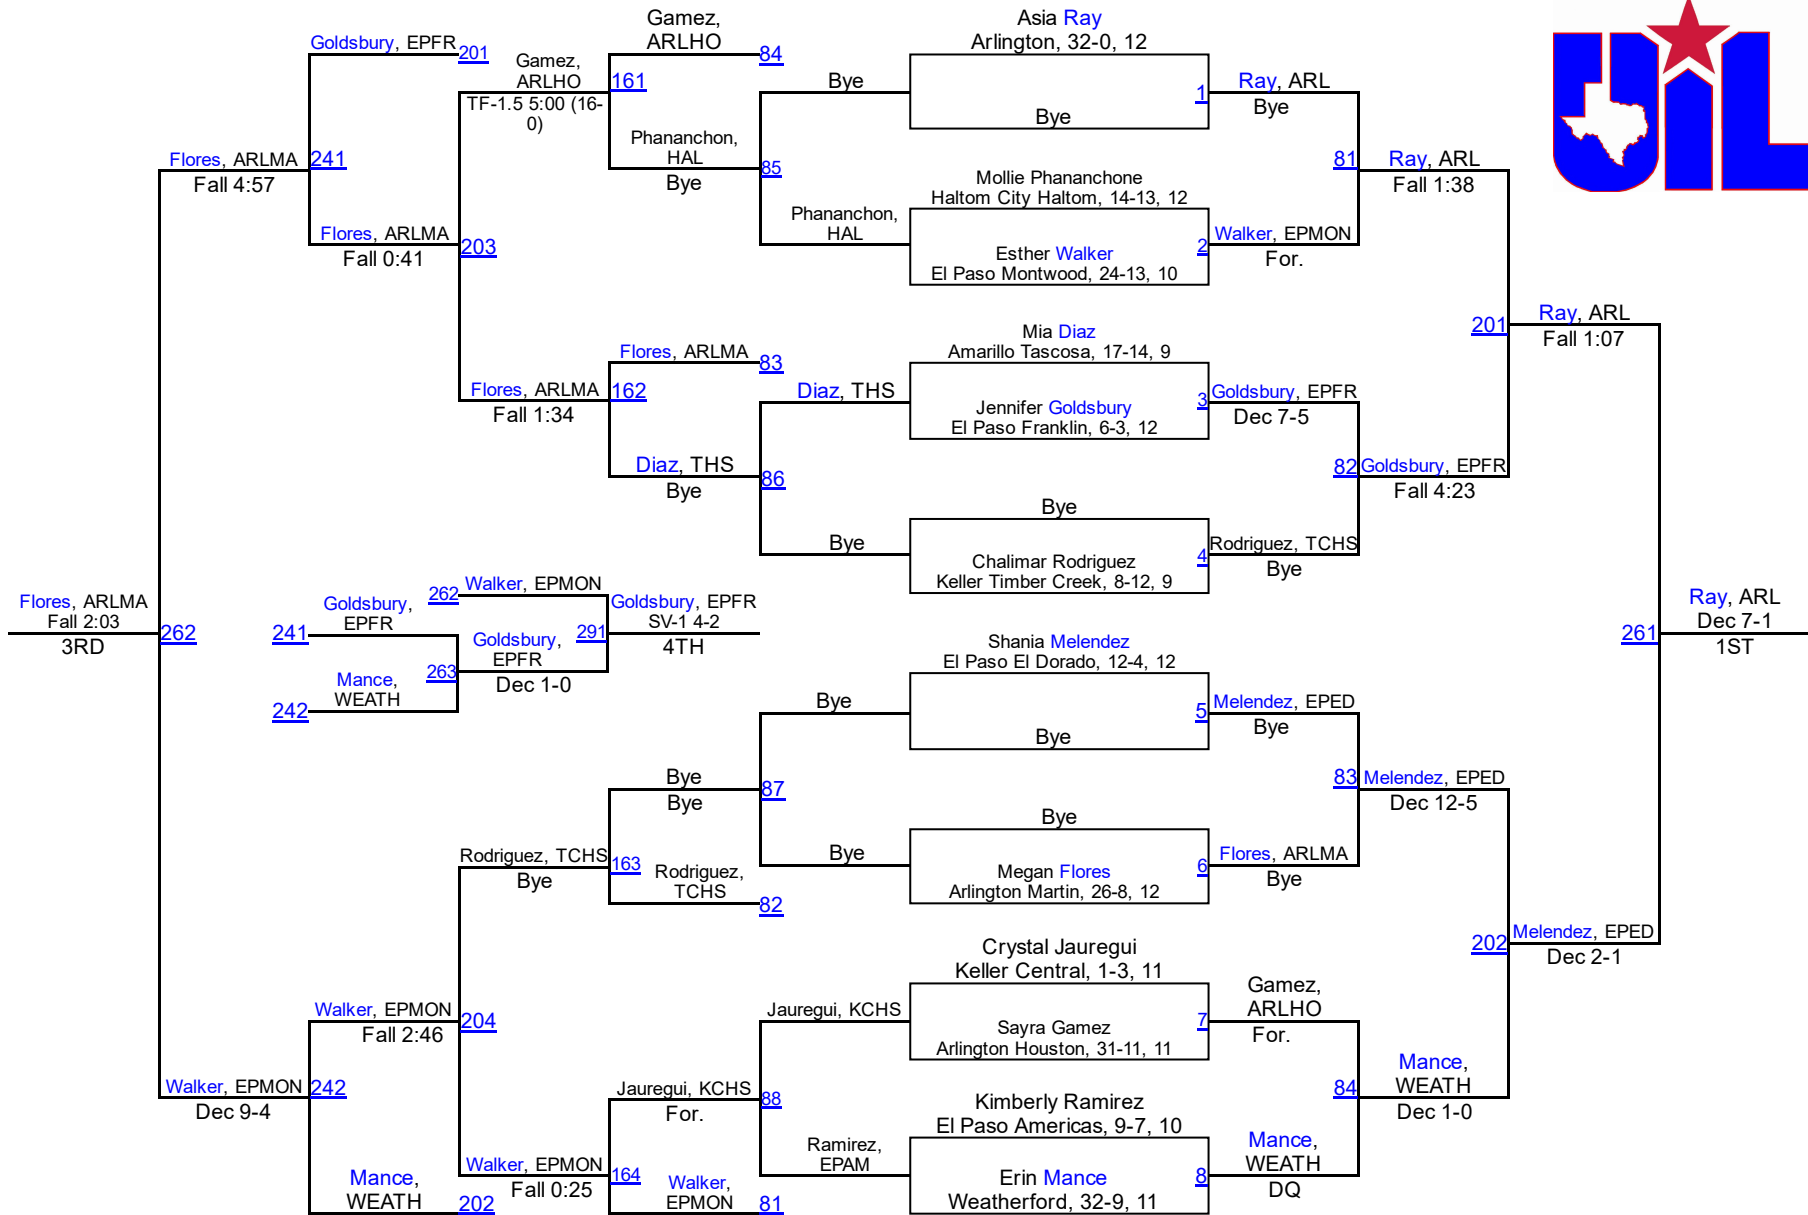 UIL
Goldsbury, EPFR
201
Gamez,
ARLHO
TF-1.5 5:00 (16-
0)
Gamez,
ARLHO
84
161
Phananchon,
HAL
Bye
85
Flores, ARLMA
Fall 4:57
241
Flores, ARLMA
Fall 0:41
203
Flores, ARLMA
83
Flores, ARLMA
Fall 1:34
162
Diaz, THS
Bye
86
Bye
Phananchon,
HAL
Diaz, THS
Bye
Asia Ray
Arlington, 32-0, 12
Bye
1
Mollie Phananchone
Haltom City Haltom, 14-13, 12
Esther Walker
El Paso Montwood, 24-13, 10
2
Mia Diaz
Amarillo Tascosa, 17-14, 9
Jennifer Goldsbury
El Paso Franklin, 6-3, 12
3
Bye
Chalimar Rodriguez
Keller Timber Creek, 8-12, 9
4
Ray, ARL
Bye
81
Walker, EPMON
For.
Ray, ARL
Fall 1:38
Goldsbury, EPFR
Dec 7-5
82
Rodriguez, TCHS
Bye
Goldsbury, EPFR
Fall 4:23
201
Ray, ARL
Fall 1:07
Flores, ARLMA
Fall 2:03
3RD
262
241
Goldsbury,
EPFR
242
Mance,
WEATH
262
Walker, EPMON
263
Goldsbury,
EPFR
Dec 1-0
291
Goldsbury, EPFR
SV-1 4-2
4TH
261
Ray, ARL
Dec 7-1
1ST
Shania Melendez
El Paso El Dorado, 12-4, 12
Bye
5
Bye
Megan Flores
Arlington Martin, 26-8, 12
6
Crystal Jauregui
Keller Central, 1-3, 11
Sayra Gamez
Arlington Houston, 31-11, 11
7
Kimberly Ramirez
El Paso Americas, 9-7, 10
Erin Mance
Weatherford, 32-9, 11
8
Bye
Bye
Jauregui, KCHS
Ramirez,
EPAM
Bye
Bye
87
Rodriguez, TCHS
Bye
163
Rodriguez,
TCHS
82
Walker, EPMON
Fall 2:46
204
Jauregui, KCHS
For.
88
Walker, EPMON
Dec 9-4
242
Walker, EPMON
Fall 0:25
164
Walker,
EPMON
81
Mance,
WEATH
202
Melendez, EPED
Bye
83
Flores, ARLMA
Bye
Melendez, EPED
Dec 12-5
Gamez,
ARLHO
For.
84
Mance,
WEATH
DQ
Mance,
WEATH
Dec 1-0
202
Melendez, EPED
Dec 2-1